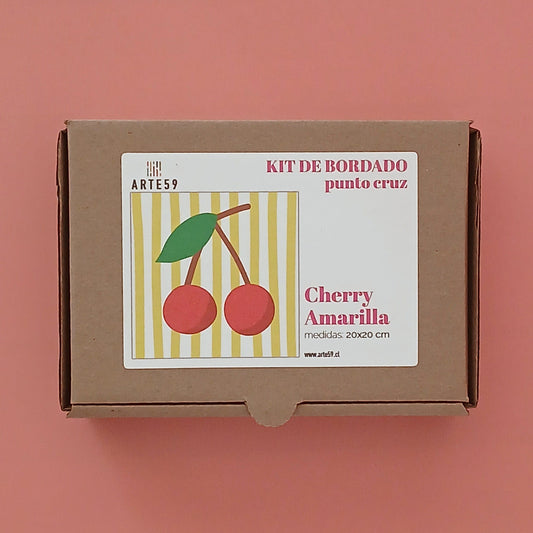 ARTE59
KIT DE BORDADO
punto cruz
Cherry
Amarilla
medidas: 20x20 cm
www.arte59.cl